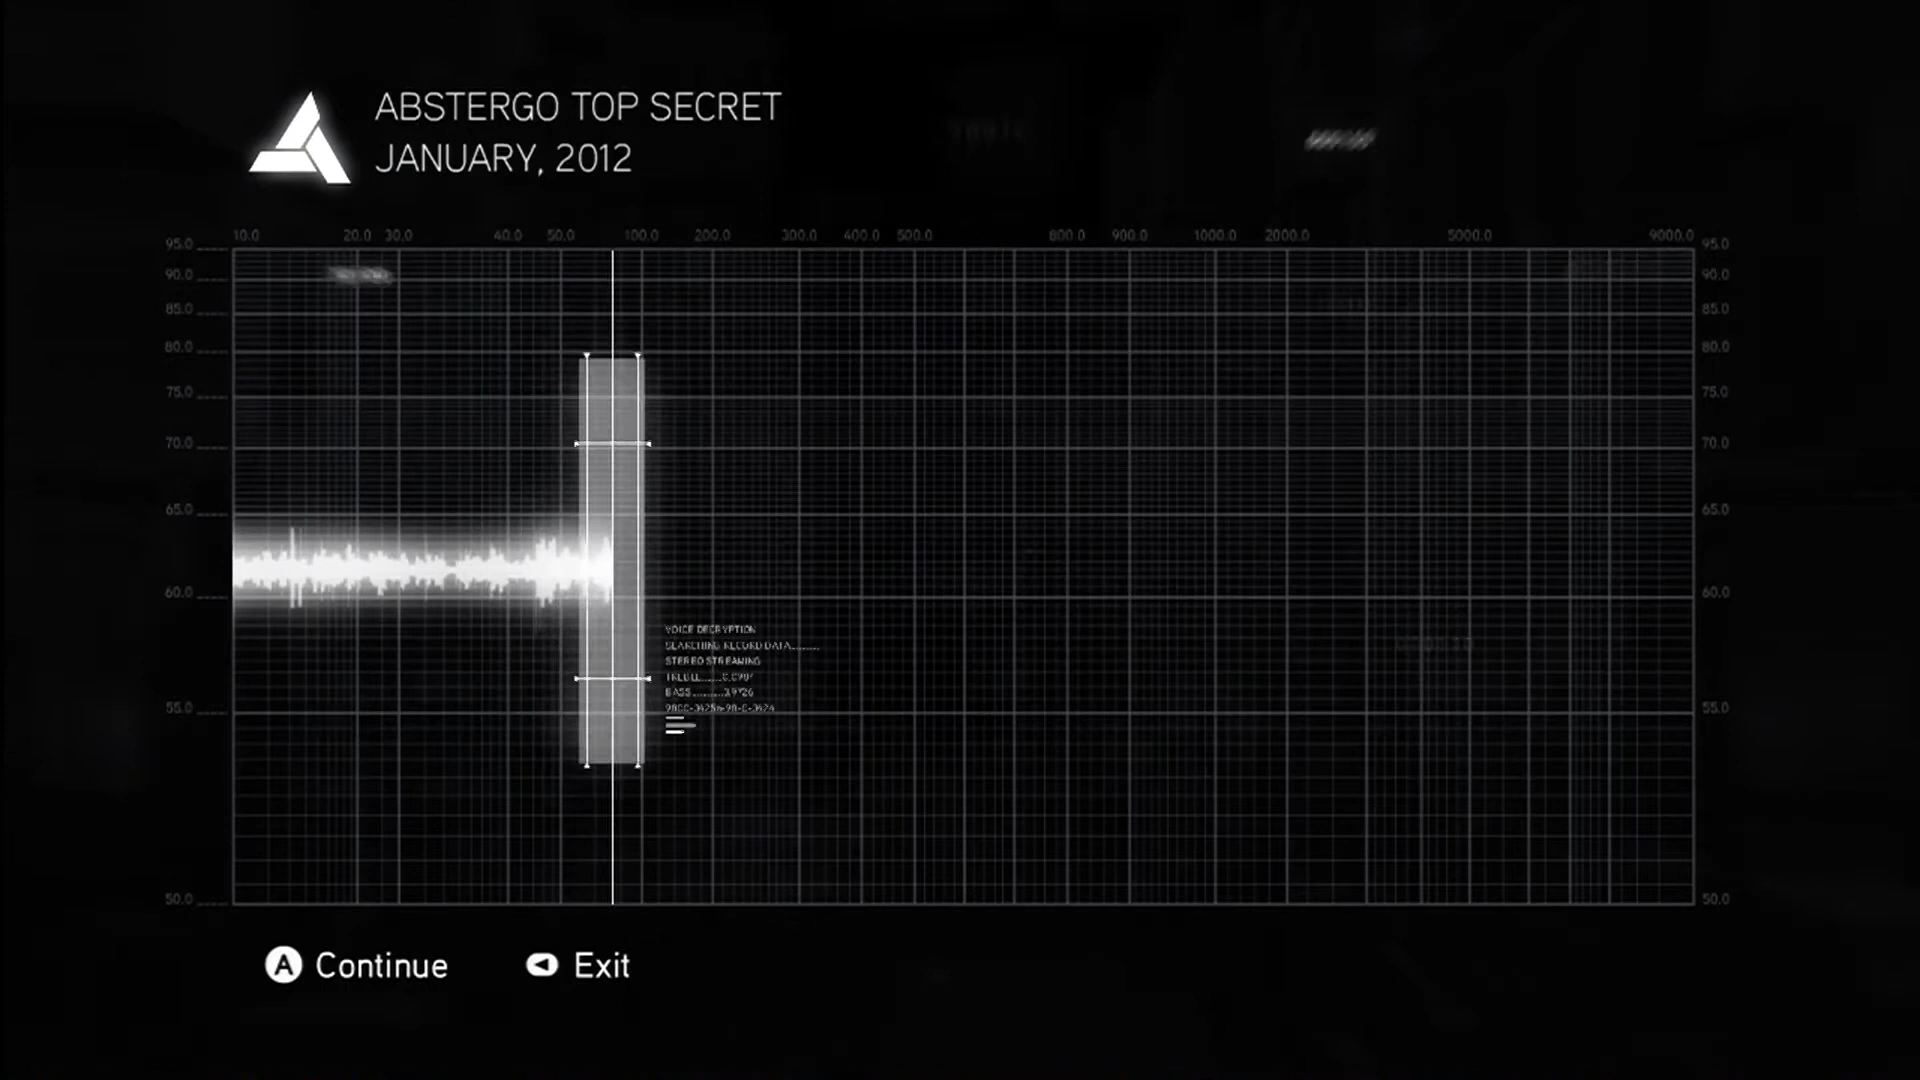 ABSTERGO TOP SECRET
JANUARY, 2012
10.0 20.0 30.0 40.0 50.0 100.0 200.0 300.0 400.0 500.0 800.0 900.0 1000.0 2000.0 5000.0 9000.0
95.0 95.0
90.0 90.0
85.0 85.0
80.0 80.0
75.0 75.0
70.0 70.0
65.0 65.0
60.0 60.0
VOICE DECRYPTION
SEARCHING RECORD DATA........
STEREO STREAMING
BASS
55.0 55.0
50.0 50.0
A Continue Exit